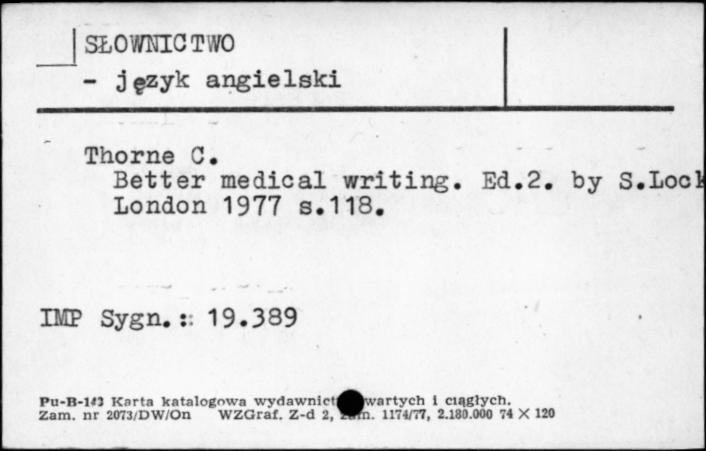 SŁOWNICTWO
- język angielski
Thorne C.
Better medical writing. Ed.2. by S.Lock
London 1977 s.118.
IMP Sygn.: 19.389
Pu-B-143 Karta katalogowa wydawnict wartych i ciągłych.
Zam. nr 2073/DW/On WZGraf. Z-d 2, zam. 1174/77, 2.180.000 74 × 120